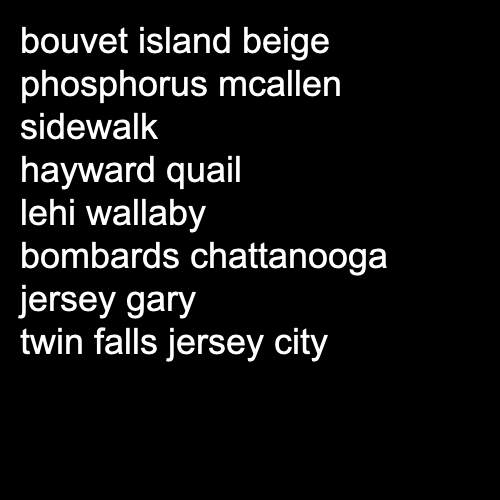 bouvet island beige
phosphorus mcallen
sidewalk
hayward quail
lehi wallaby
bombards chattanooga
jersey gary
twin falls jersey city